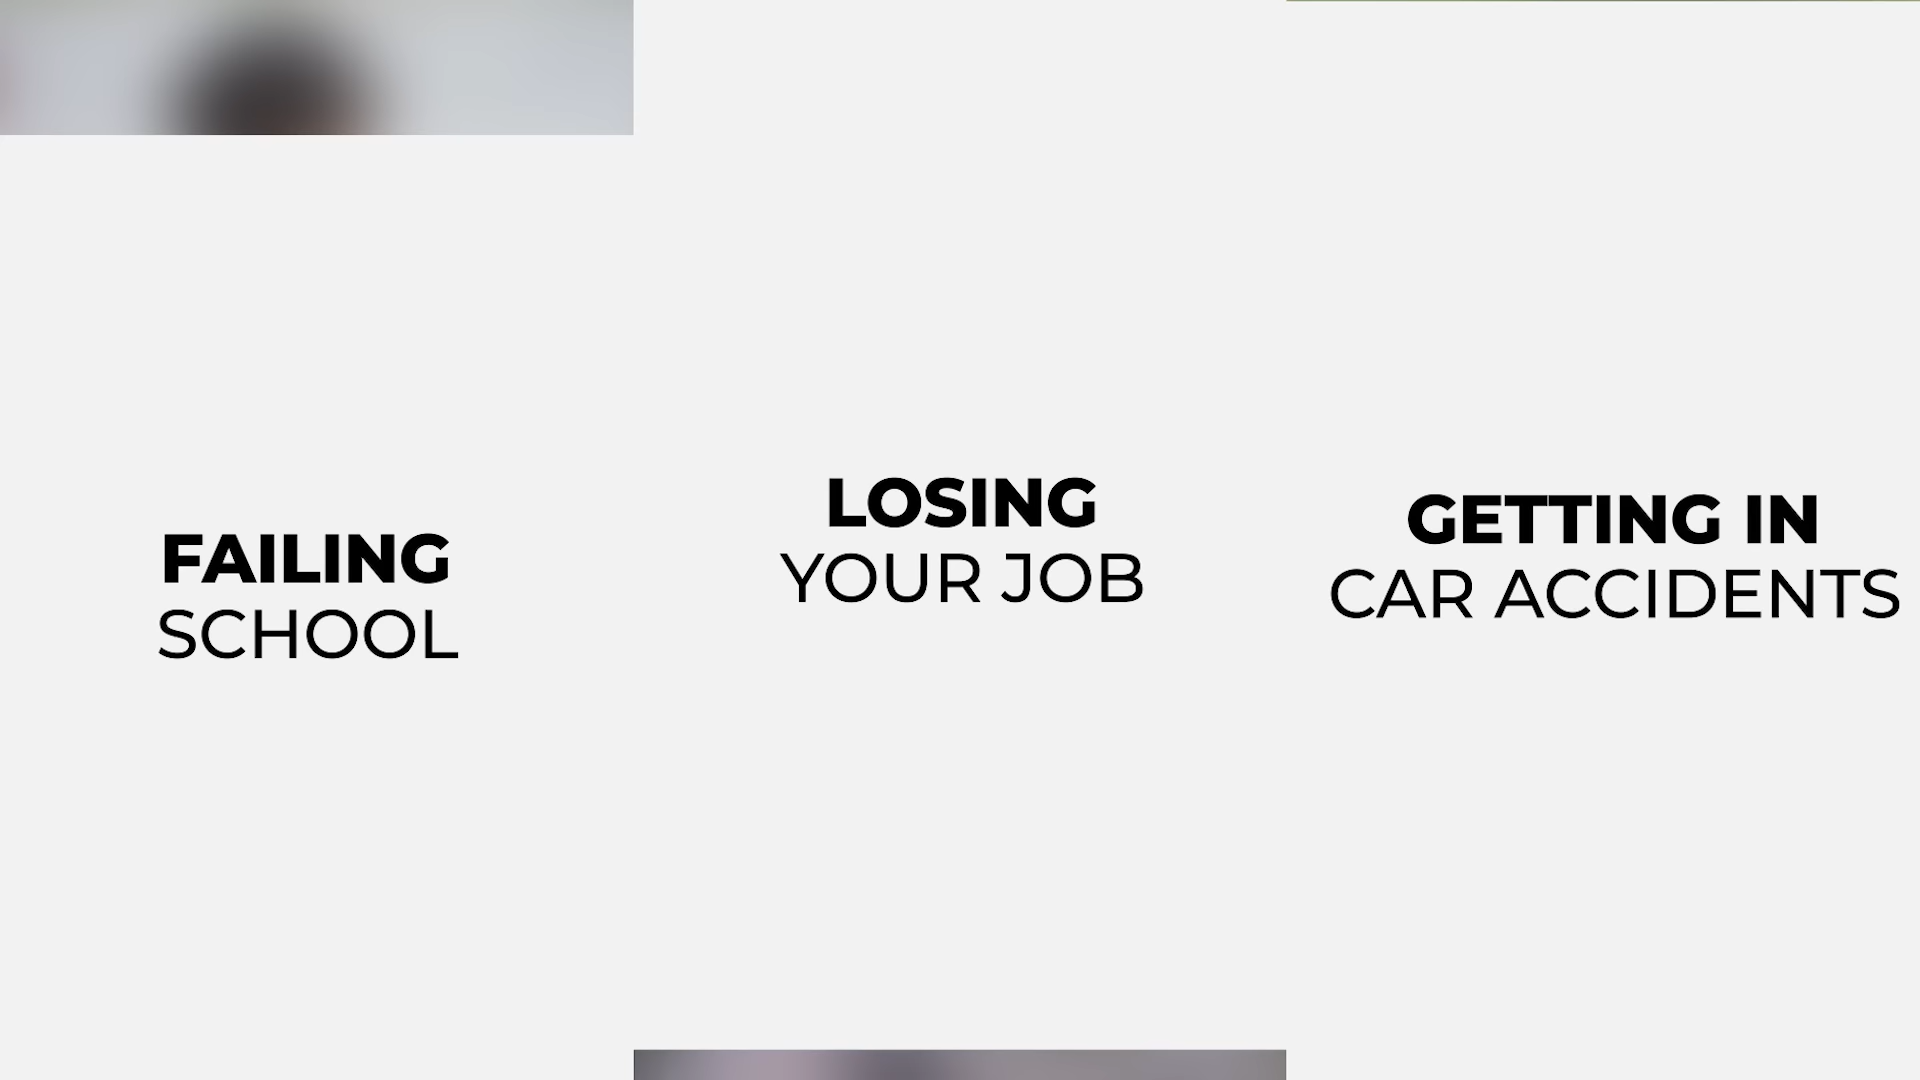 FAILING
SCHOOL
LOSING
YOUR JOB
GETTING IN
CAR ACCIDENTS